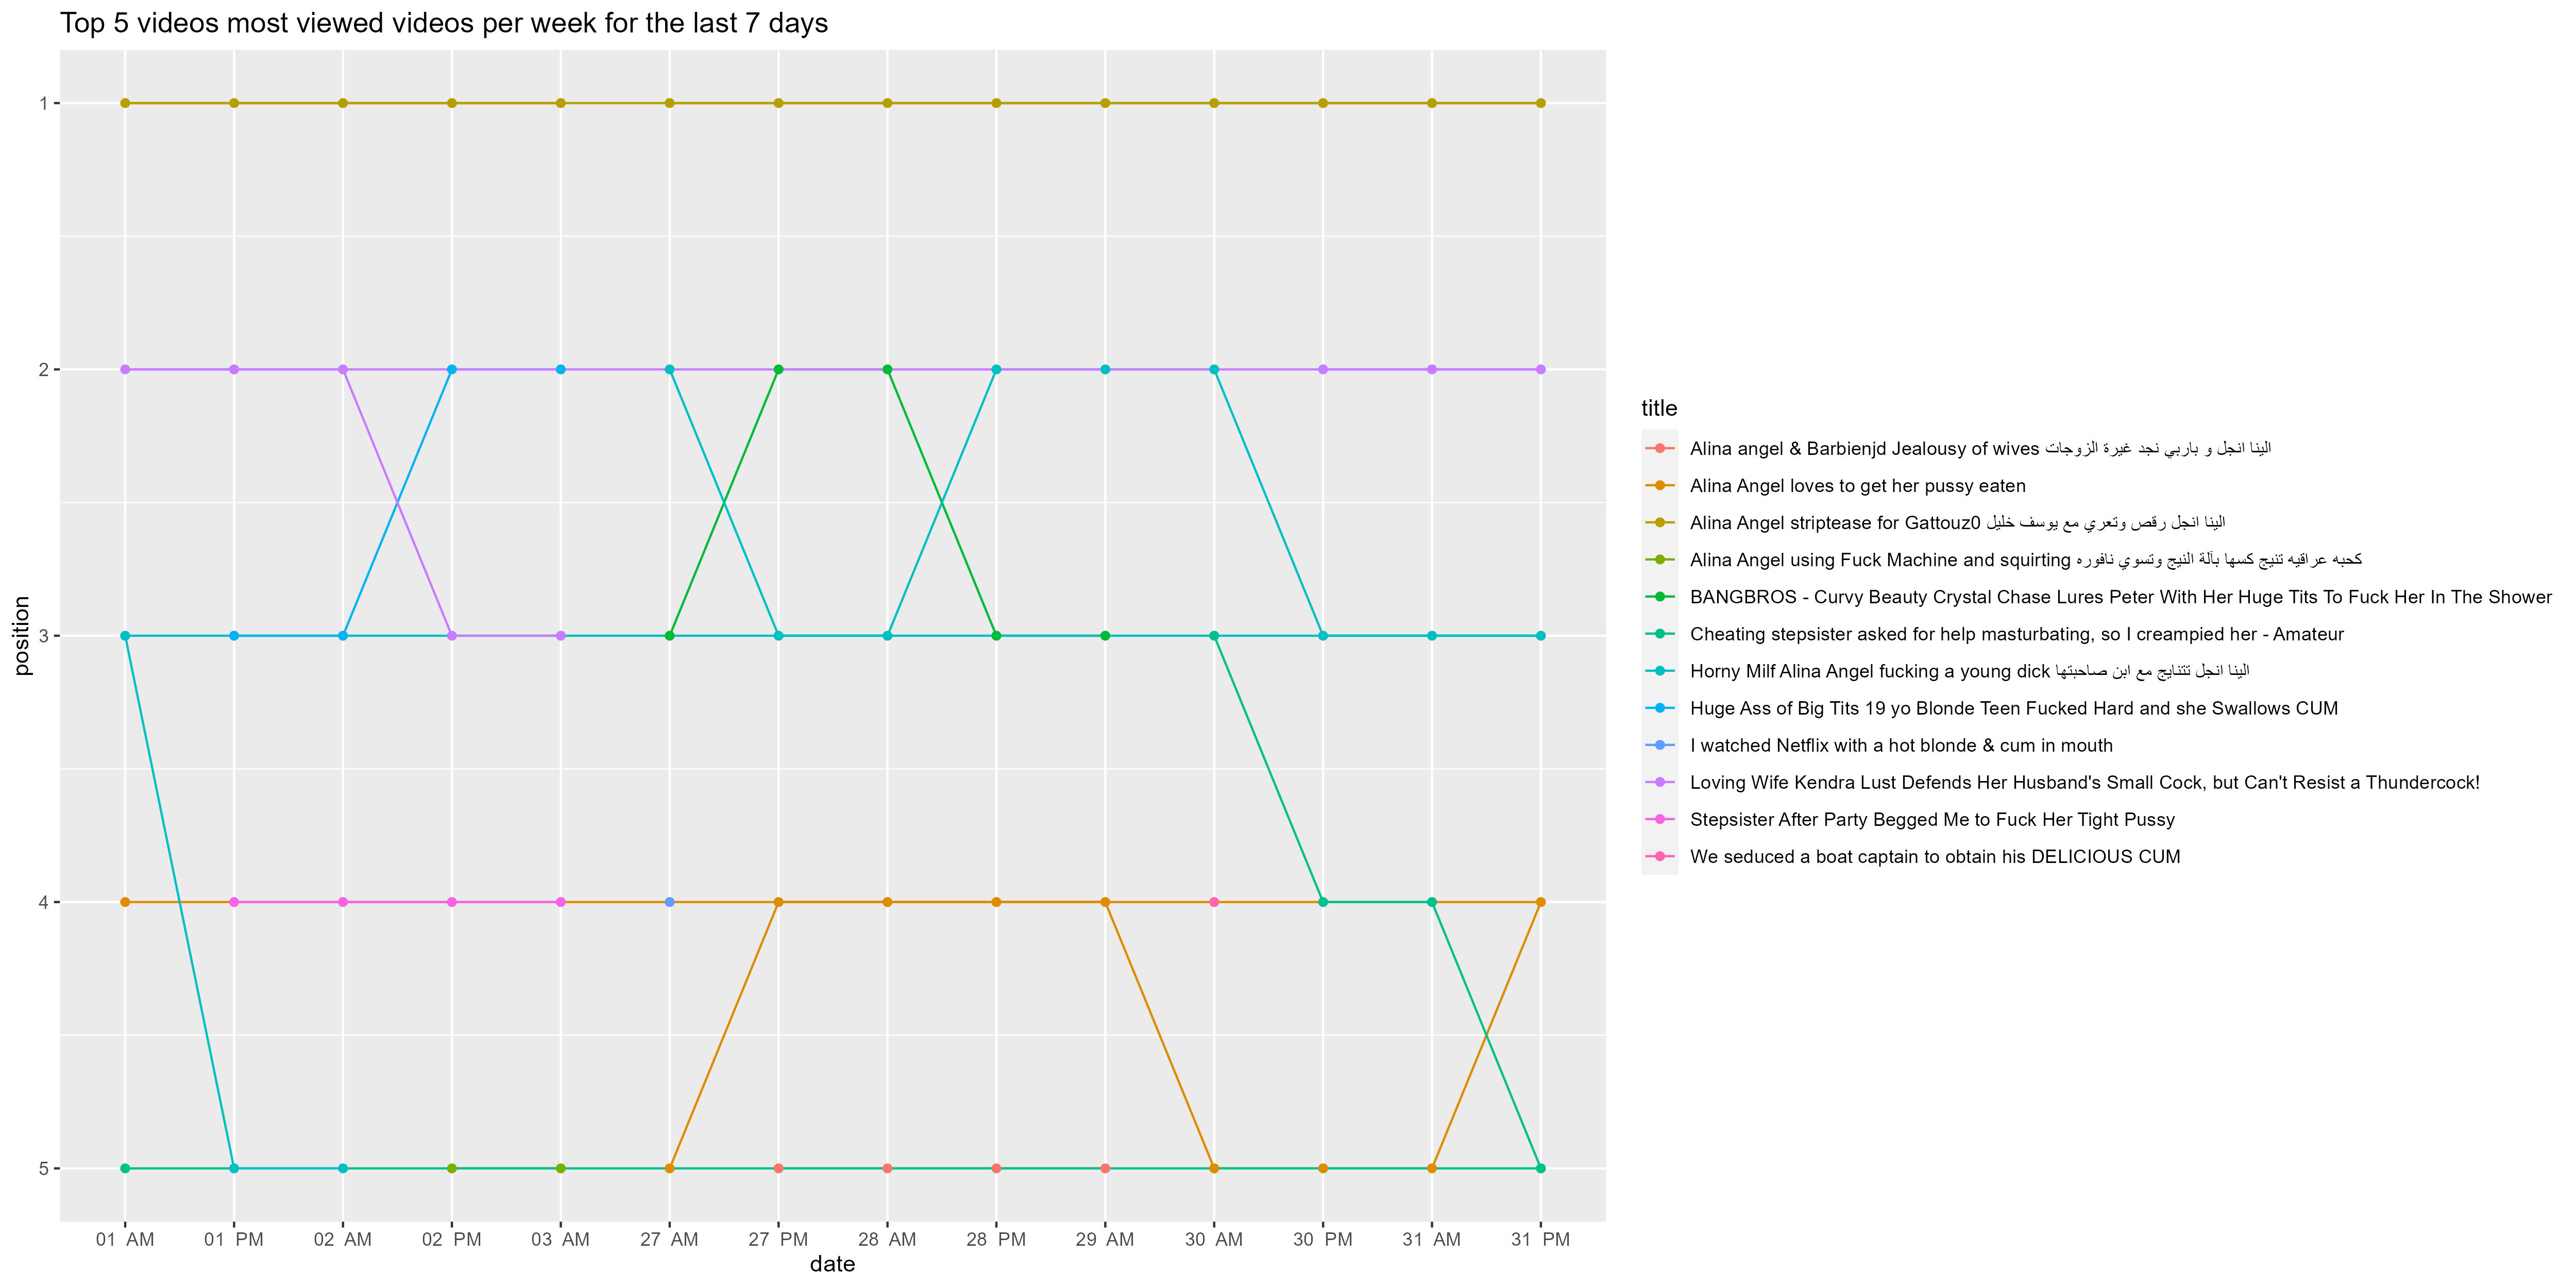 Top 5 videos most viewed videos per week for the last 7 days
position
1
2
3
4
5
01 AM 01 PM 02 AM 02 PM 03 AM 27 AM 27 PM 28 AM 28 PM 29 AM 30 AM 30 PM 31 AM 31 PM
date
title
Alina angel & Barbienjd Jealousy of wives الينا انجل و باربي نجد غيرة الزوجات
Alina Angel loves to get her pussy eaten
Alina Angel striptease for Gattouz0 الينا انجل رقص وتعري مع يوسف خليل
Alina Angel using Fuck Machine and squirting كحبه عراقيه تنيج كسها بآلة النيج وتسوي نافوره
BANGBROS - Curvy Beauty Crystal Chase Lures Peter With Her Huge Tits To Fuck Her In The Shower
Cheating stepsister asked for help masturbating, so I creampied her - Amateur
Horny Milf Alina Angel fucking a young dick الينا انجل تتنايج مع ابن صاحبتها
Huge Ass of Big Tits 19 yo Blonde Teen Fucked Hard and she Swallows CUM
I watched Netflix with a hot blonde & cum in mouth
Loving Wife Kendra Lust Defends Her Husband's Small Cock, but Can't Resist a Thundercock!
Stepsister After Party Begged Me to Fuck Her Tight Pussy
We seduced a boat captain to obtain his DELICIOUS CUM